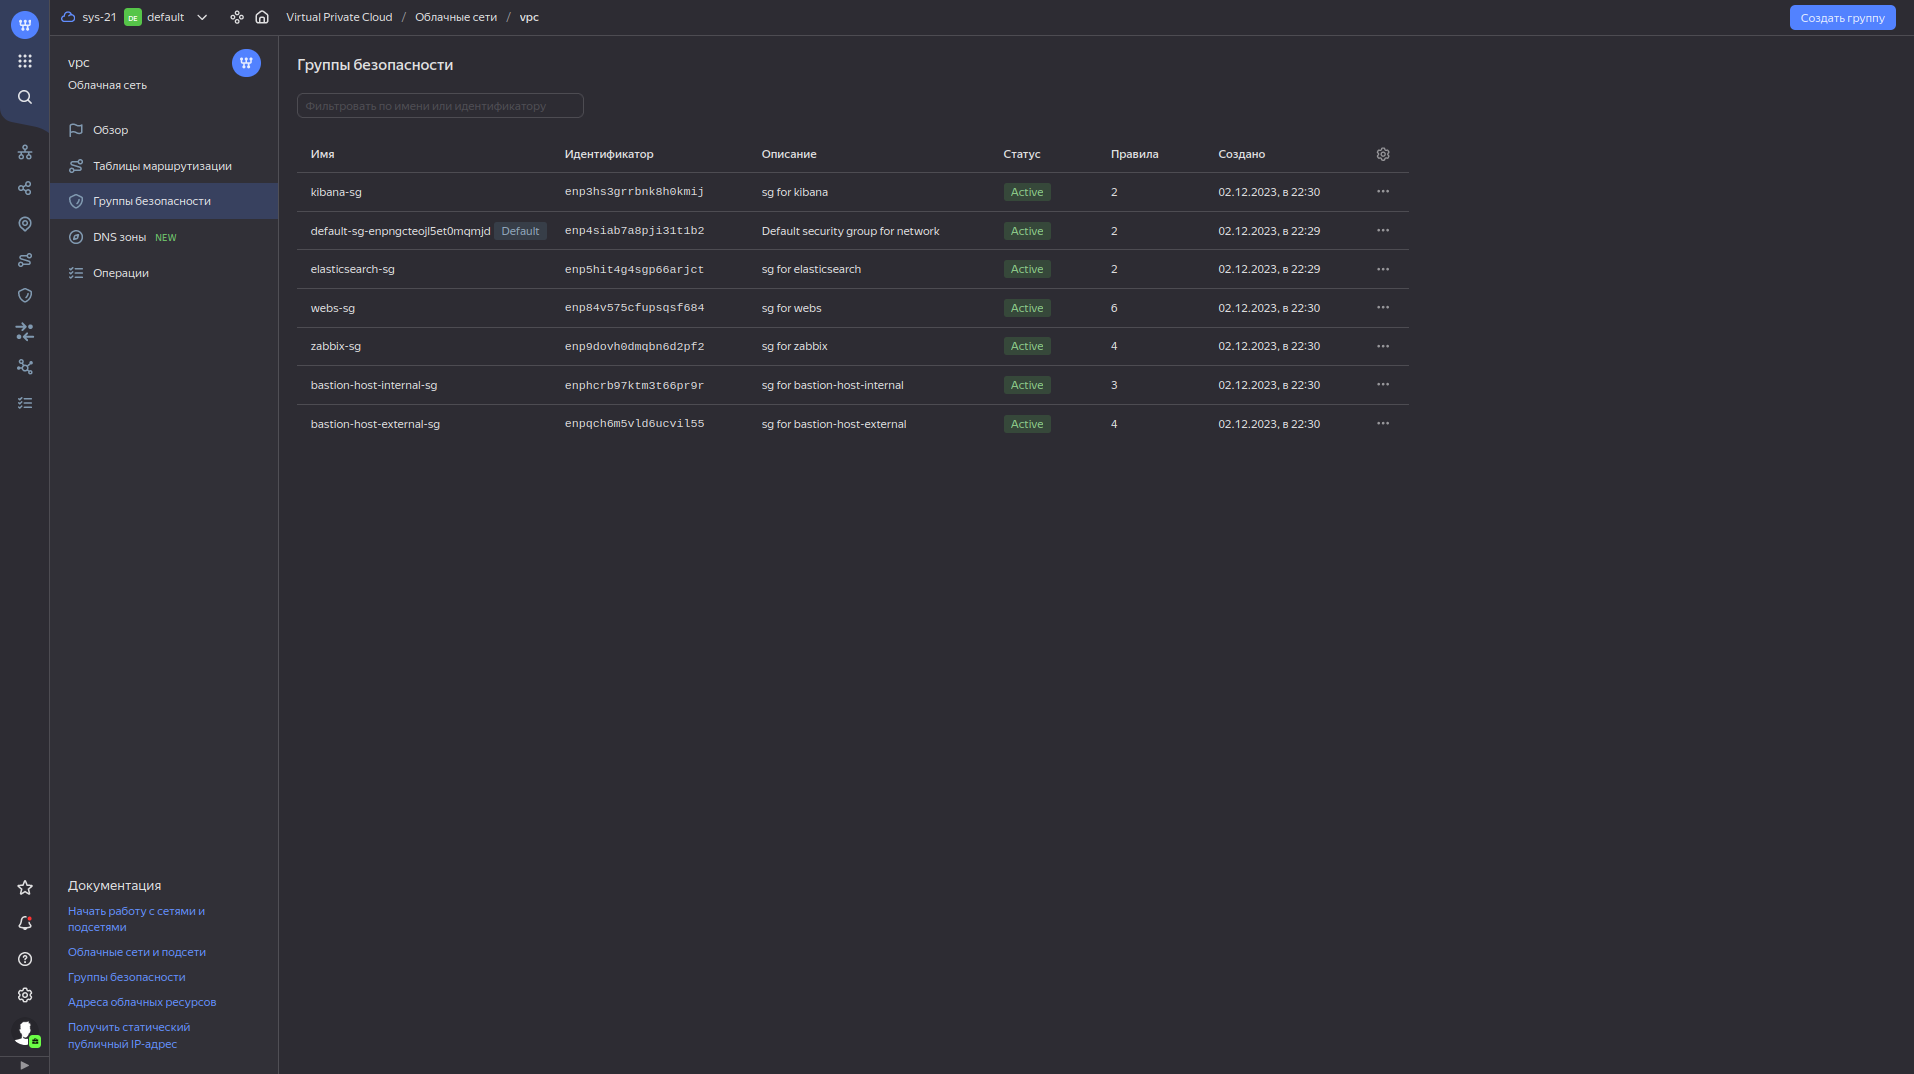 sys-21 DE default Virtual Private Cloud / Облачные сети / vpc Создать группу
vpc
Облачная сеть
Обзор
Таблицы маршрутизации
Группы безопасности
DNS зоны NEW
Операции
Документация
Начать работу с сетями и
подсетями
Облачные сети и подсети
Группы безопасности
Адреса облачных ресурсов
Получить статический
публичный IP-адрес
Группы безопасности
Фильтровать по имени или идентификатору
Имя Идентификатор Описание Статус Правила Создано
kibana-sg enp3hs3grrbnk8h0kmij sg for kibana Active 2 02.12.2023, в 22:30
default-sg-enpngcteojl5et0mqmjd Default enp4siab7a8pji31t1b2 Default security group for network Active 2 02.12.2023, в 22:29
elasticsearch-sg enp5hit4g4sgp66arjct sg for elasticsearch Active 2 02.12.2023, в 22:29
webs-sg enp84v575cfupsqsf684 sg for webs Active 6 02.12.2023, в 22:30
zabbix-sg enp9dovh0dmqbn6d2pf2 sg for zabbix Active 4 02.12.2023, в 22:30
bastion-host-internal-sg enphcrb97ktm3t66pr9r sg for bastion-host-internal Active 3 02.12.2023, в 22:30
bastion-host-external-sg enpqch6m5vld6ucvil55 sg for bastion-host-external Active 4 02.12.2023, в 22:30